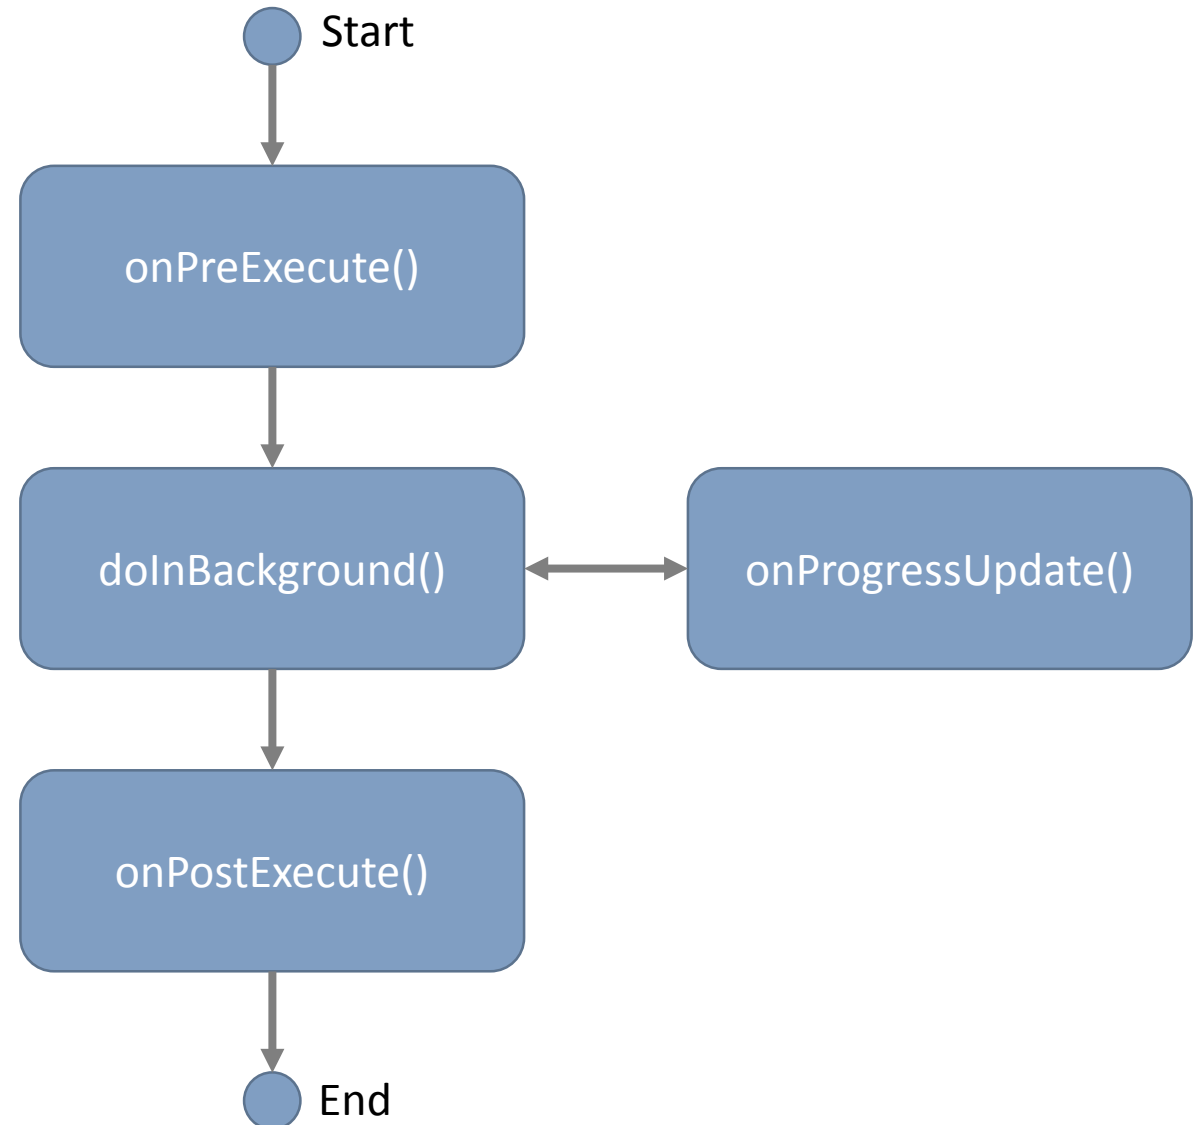 Start
onPreExecute()
doInBackground()
onProgressUpdate()
onPostExecute()
End